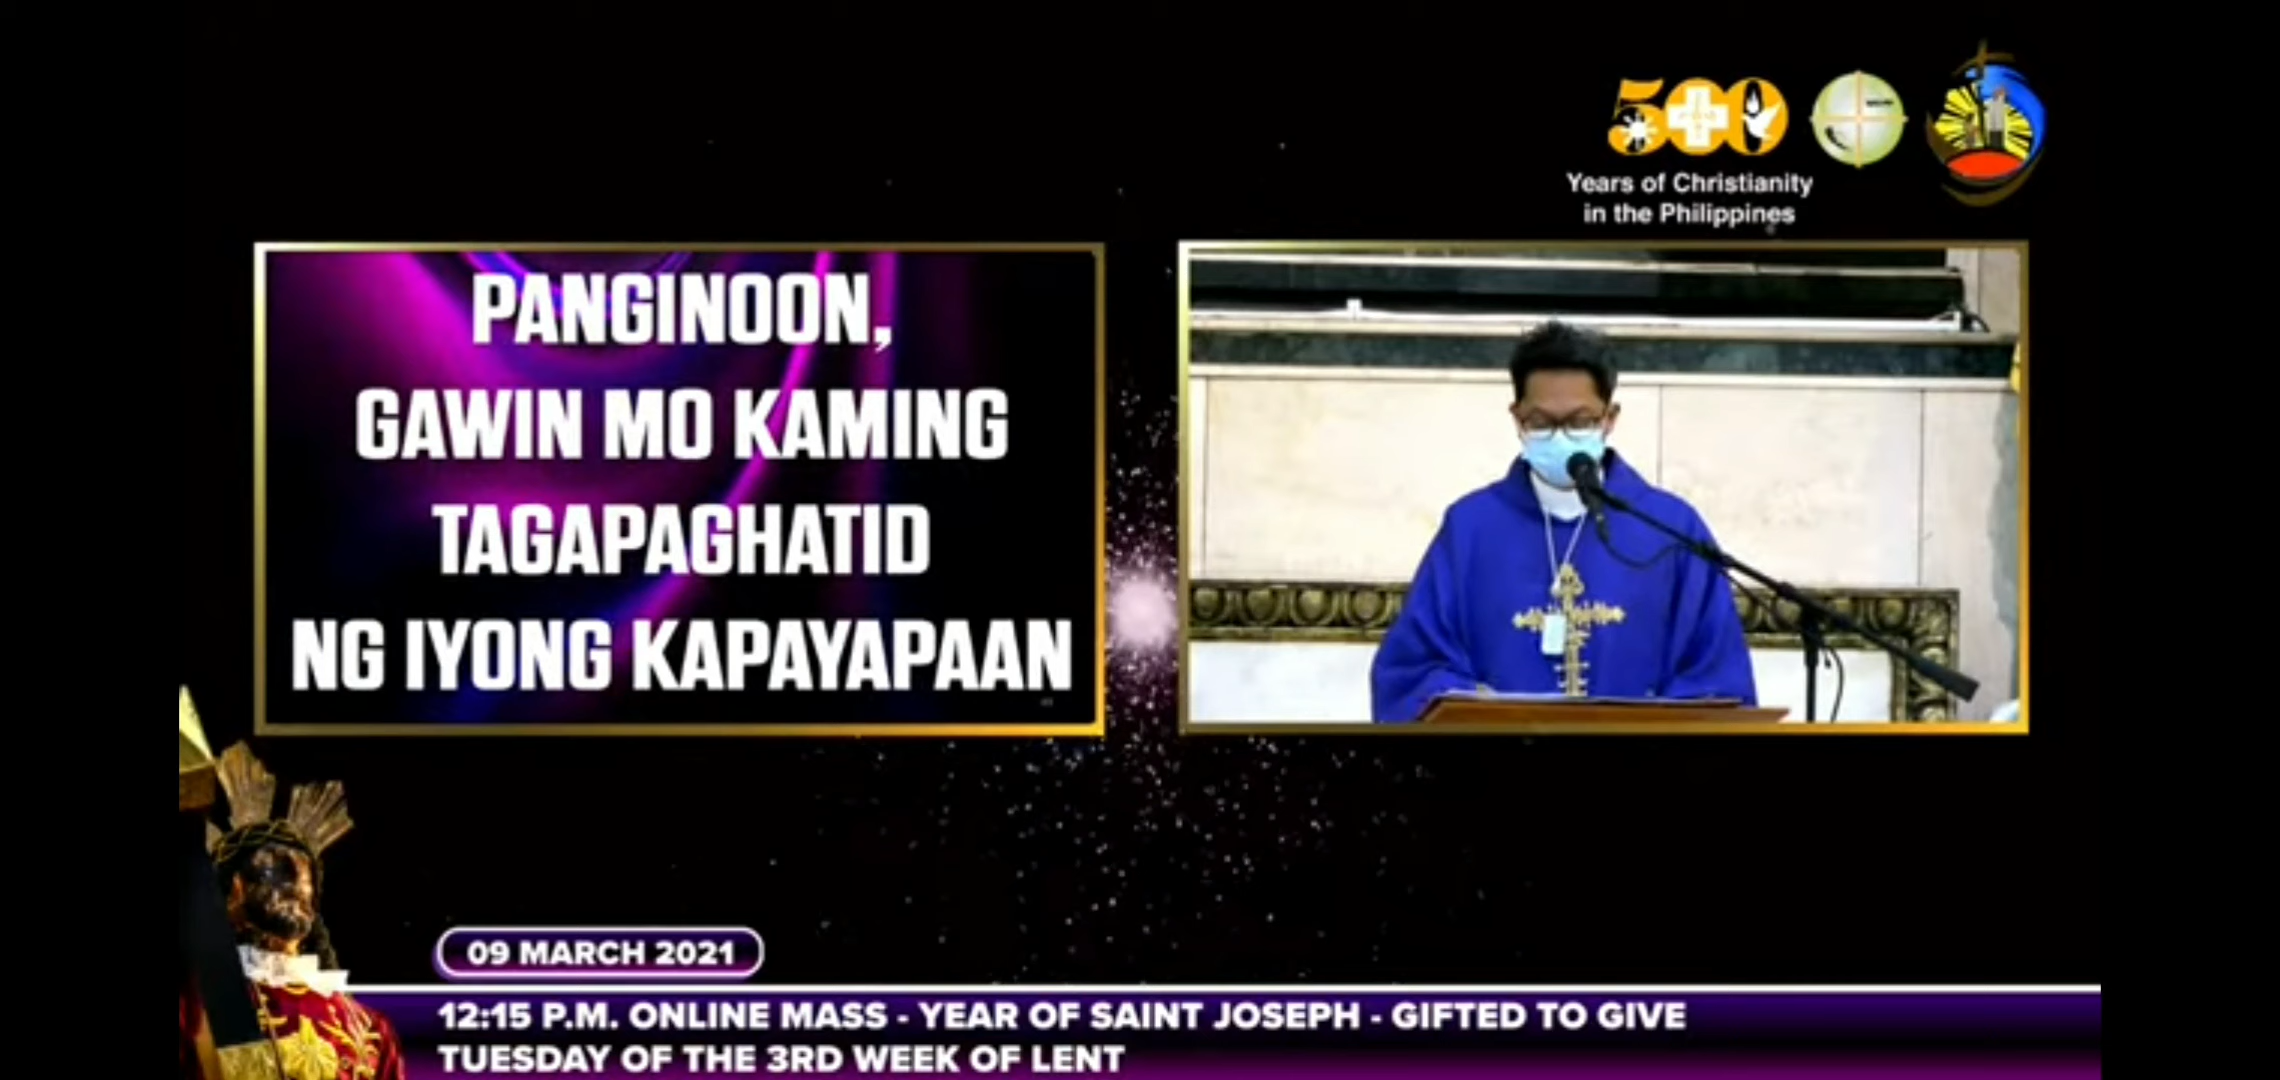 500
Years of Christianity
in the Philippines
PANGINOON,
GAWIN MO KAMING
TAGAPAGHATID
NG IYONG KAPAYAPAAN
09 MARCH 2021
12:15 P.M. ONLINE MASS - YEAR OF SAINT JOSEPH - GIFTED TO GIVE
TUESDAY OF THE 3RD WEEK OF LENT